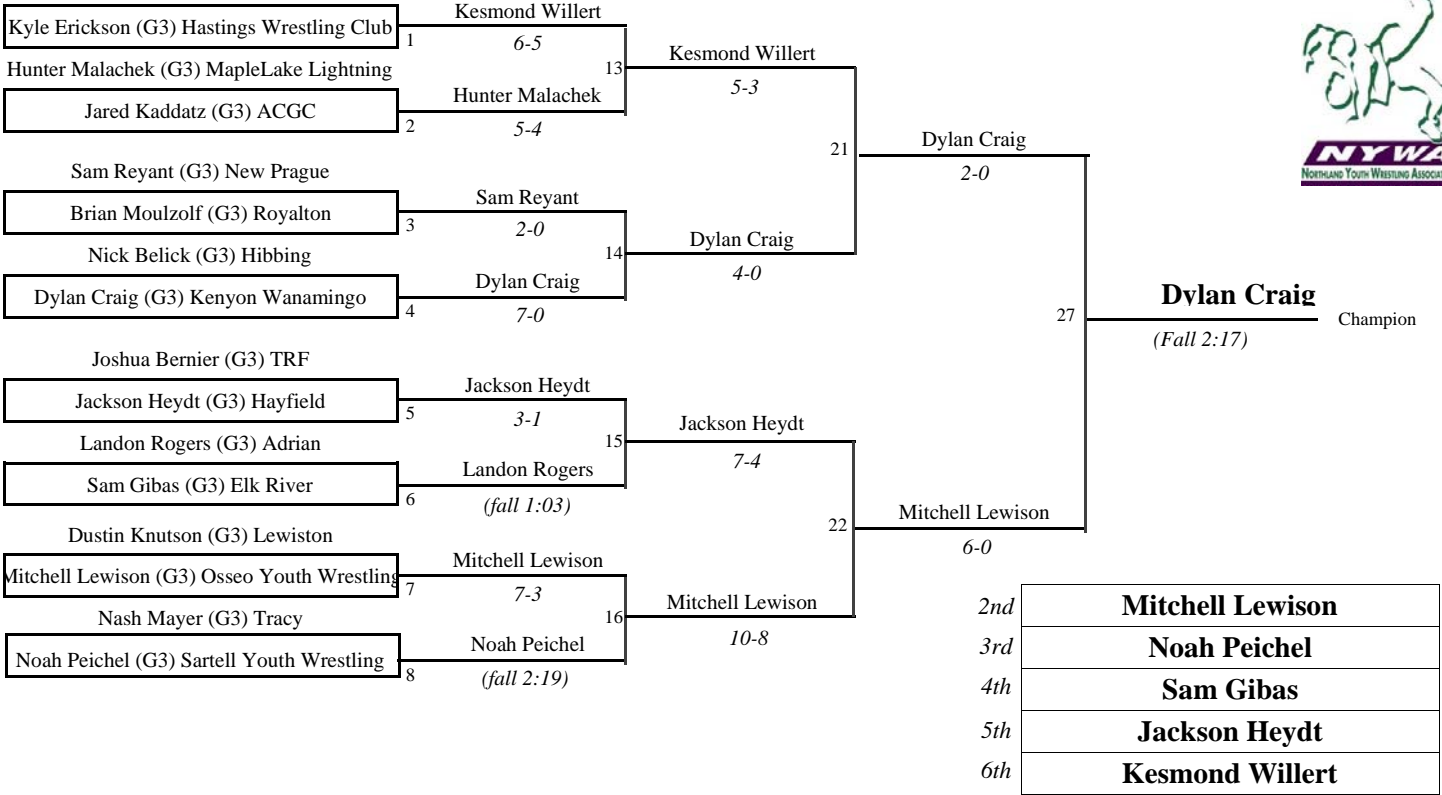 Kesmond Willert
Kyle Erickson (G3) Hastings Wrestling Club
1
6-5
Kesmond Willert
Hunter Malachek (G3) MapleLake Lightning
13
5-3
Hunter Malachek
Jared Kaddatz (G3) ACGC
2
5-4
Dylan Craig
21
2-0
Sam Reyant (G3) New Prague
Sam Reyant
Brian Moulzolf (G3) Royalton
3
2-0
Dylan Craig
Nick Belick (G3) Hibbing
14
4-0
Dylan Craig
Dylan Craig (G3) Kenyon Wanamingo
4
7-0
Dylan Craig
27
Champion
(Fall 2:17)
Joshua Bernier (G3) TRF
Jackson Heydt
Jackson Heydt (G3) Hayfield
5
3-1
Jackson Heydt
Landon Rogers (G3) Adrian
15
7-4
Landon Rogers
Sam Gibas (G3) Elk River
6
(fall 1:03)
Mitchell Lewison
22
6-0
Dustin Knutson (G3) Lewiston
Mitchell Lewison
Mitchell Lewison (G3) Osseo Youth Wrestling
7
7-3
Mitchell Lewison
Nash Mayer (G3) Tracy
16
10-8
Noah Peichel
Noah Peichel (G3) Sartell Youth Wrestling
8
(fall 2:19)
NYWA
NORTHLAND YOUTH WRESTLING
2nd Mitchell Lewison
3rd Noah Peichel
4th Sam Gibas
5th Jackson Heydt
6th Kesmond Willert